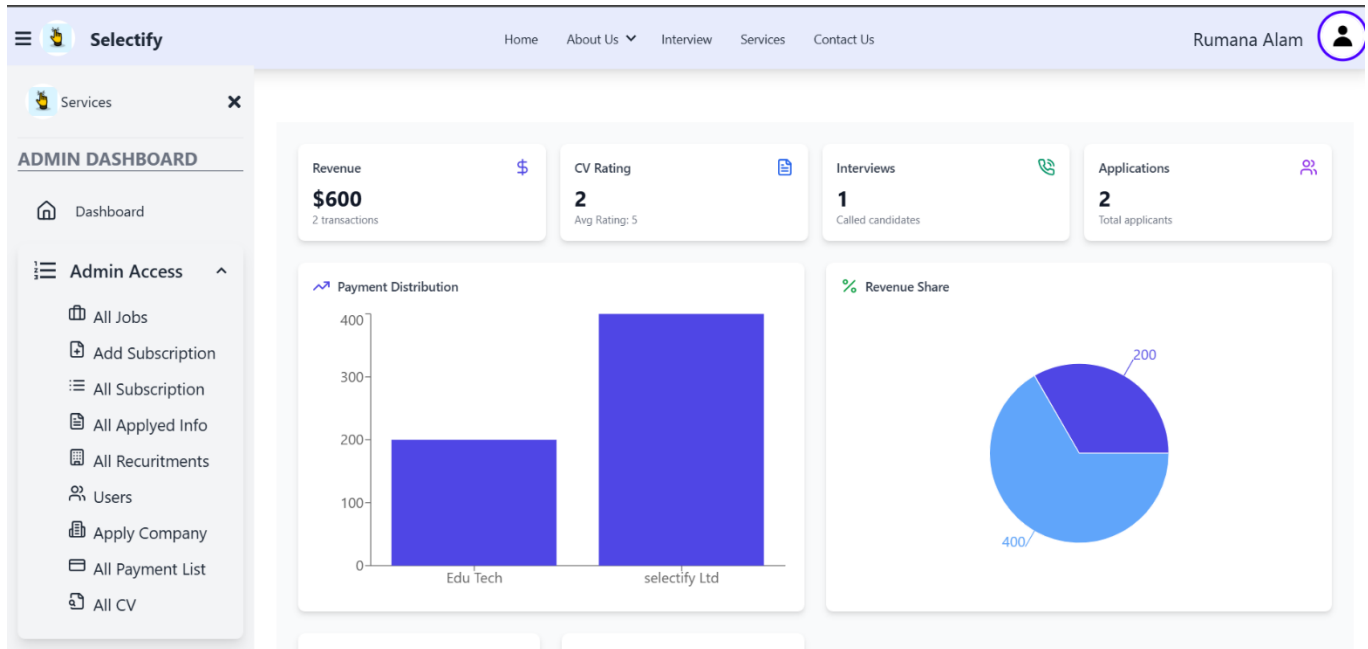 Selectify
Home About Us Interview Services Contact Us
Rumana Alam
Services
ADMIN DASHBOARD
Dashboard
Admin Access
All Jobs
Add Subscription
All Subscription
All Applyed Info
All Recuritments
Users
Apply Company
All Payment List
All CV
Revenue $
$600
2 transactions
CV Rating
2
Avg Rating: 5
Interviews
1
Called candidates
Applications
2
Total applicants
Payment Distribution
400
300
200
100
0
Edu Tech selectify Ltd
% Revenue Share
200
400